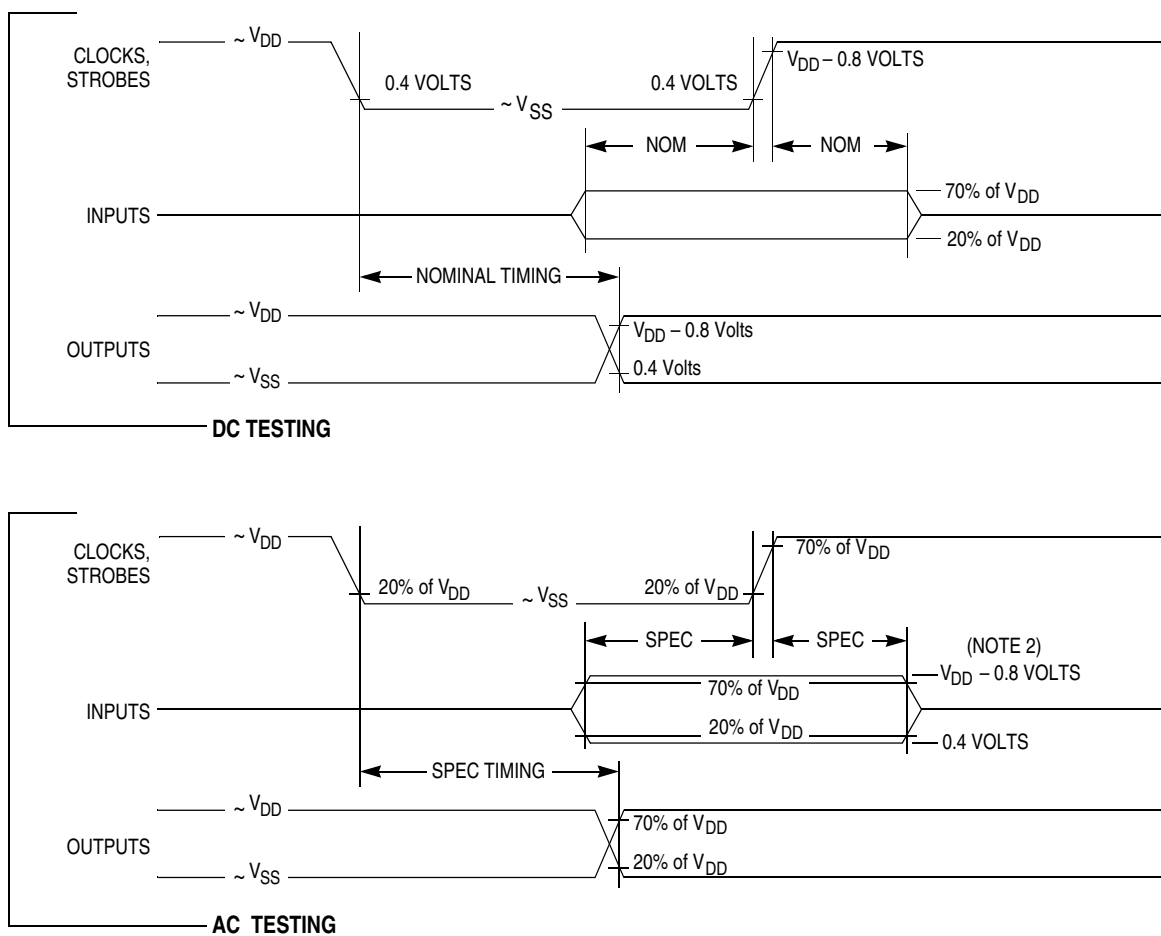 CLOCKS,
STROBES
~ VDD
0.4 VOLTS
~ VSS
0.4 VOLTS
VDD – 0.8 VOLTS
NOM
NOM
INPUTS
70% of VDD
20% of VDD
NOMINAL TIMING
OUTPUTS
~ VDD
~ VSS
VDD – 0.8 Volts
0.4 Volts
DC TESTING
CLOCKS,
STROBES
~ VDD
20% of VDD
~ VSS
20% of VDD
70% of VDD
SPEC
SPEC
(NOTE 2)
VDD – 0.8 VOLTS
70% of VDD
INPUTS
20% of VDD
0.4 VOLTS
SPEC TIMING
OUTPUTS
~ VDD
~ VSS
70% of VDD
20% of VDD
AC TESTING